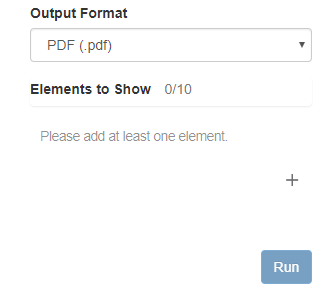 Output Format
PDF (.pdf)
Elements to Show 0/10
Please add at least one element.
+
Run